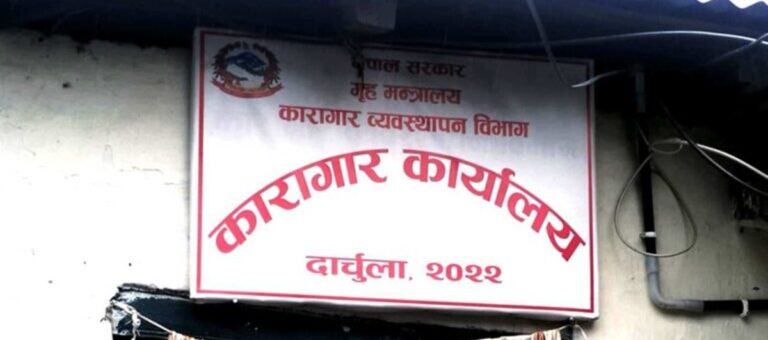 नेपाल सरकार
गृह मन्त्रालय
कारागार व्यवस्थापन विभाग
कारागार कार्यालय
दार्चुला, २०२२